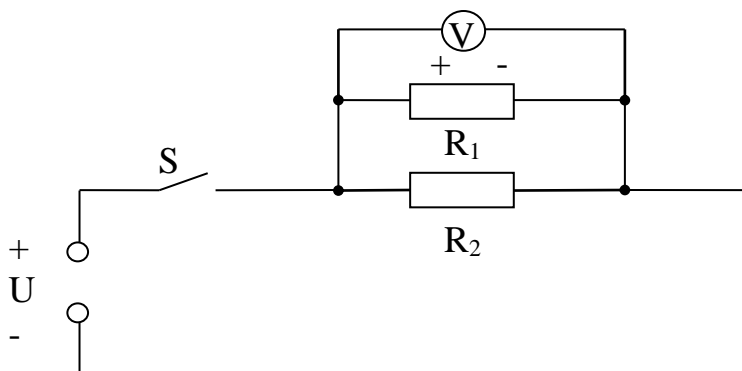 V
+ -
R₁
S
R₂
+
U
-